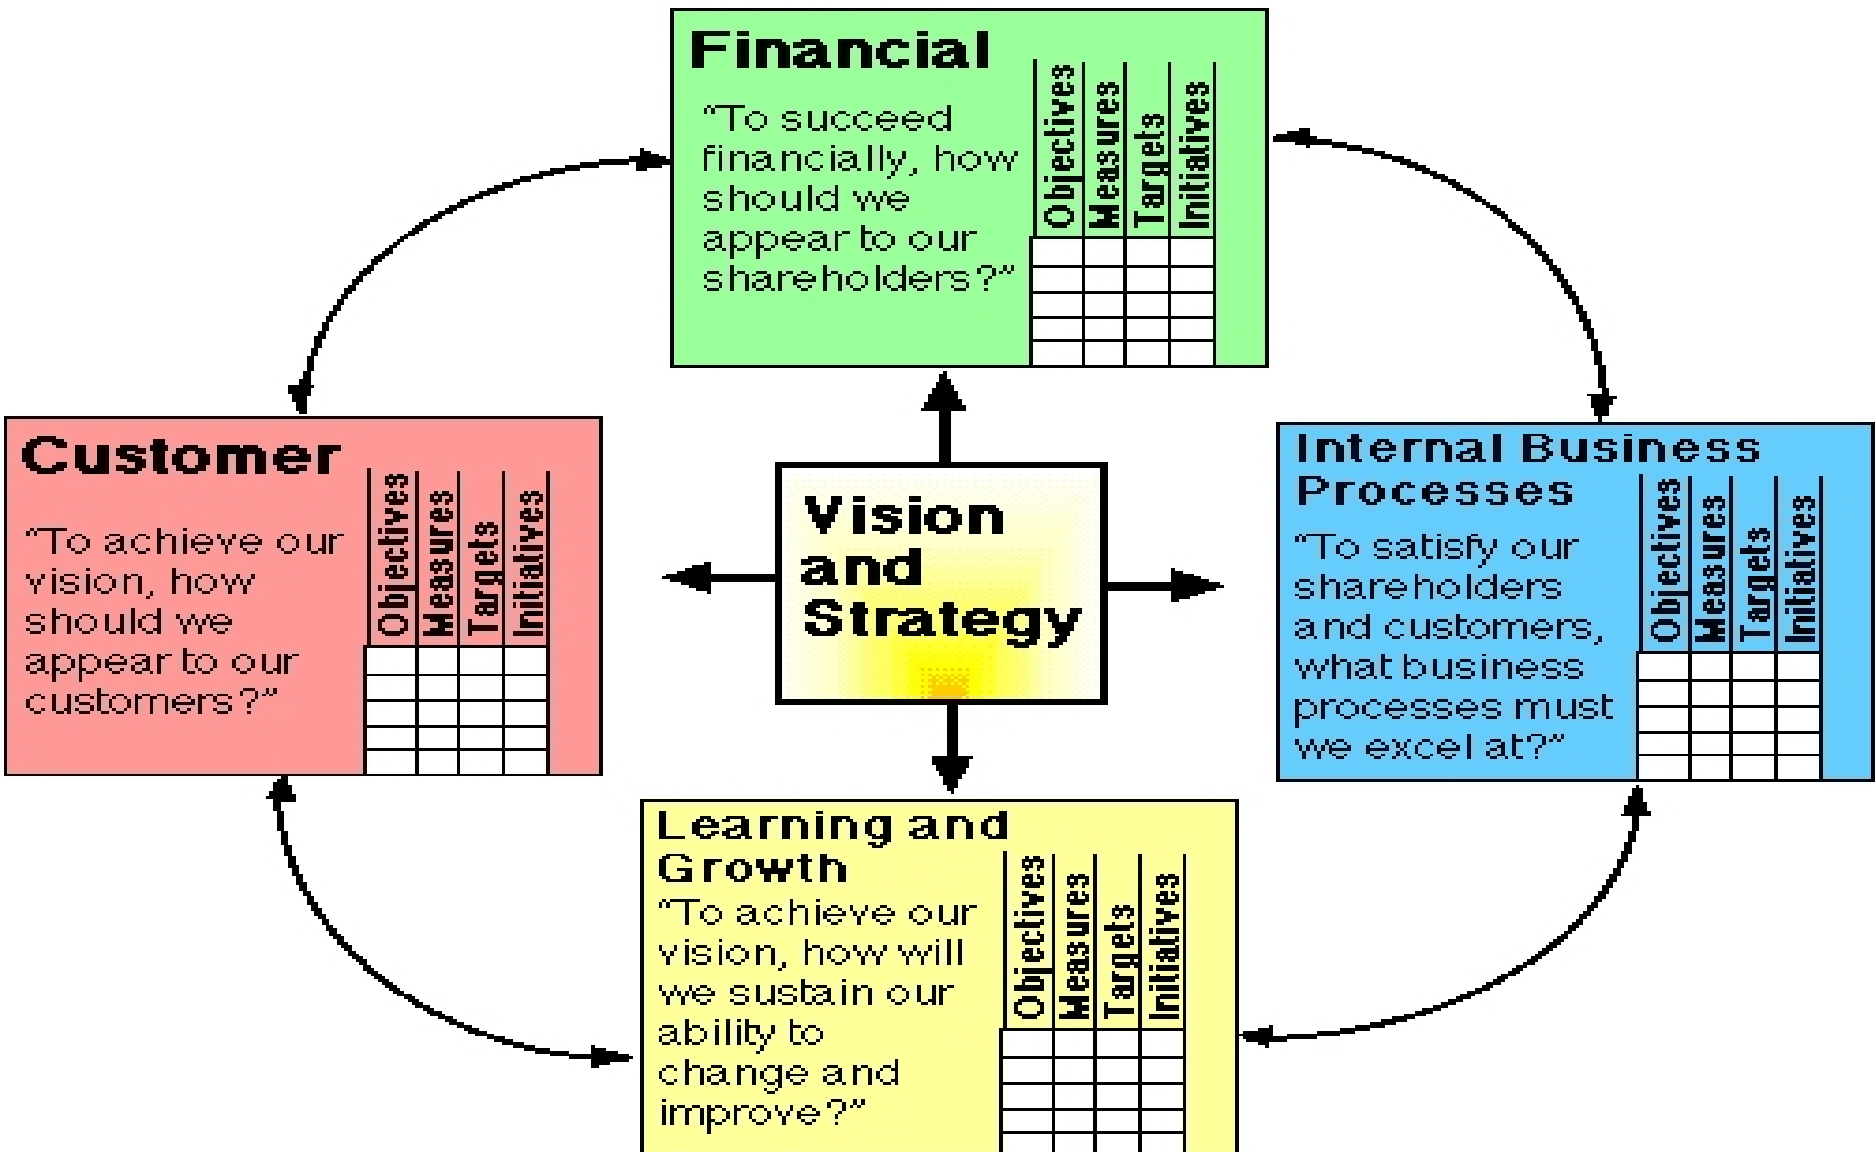 Financial
“To succeed
financially, how
should we
appear to our
shareholders?”
Objectives
Measures
Targets
Initiatives
Customer
“To achieve our
vision, how
should we
appear to our
customers?”
Objectives
Measures
Targets
Initiatives
Vision
and
Strategy
Internal Business
Processes
“To satisfy our
shareholders
and customers,
what business
processes must
we excel at?”
Objectives
Measures
Targets
Initiatives
Learning and
Growth
“To achieve our
vision, how will
we sustain our
ability to
change and
improve?”
Objectives
Measures
Targets
Initiatives